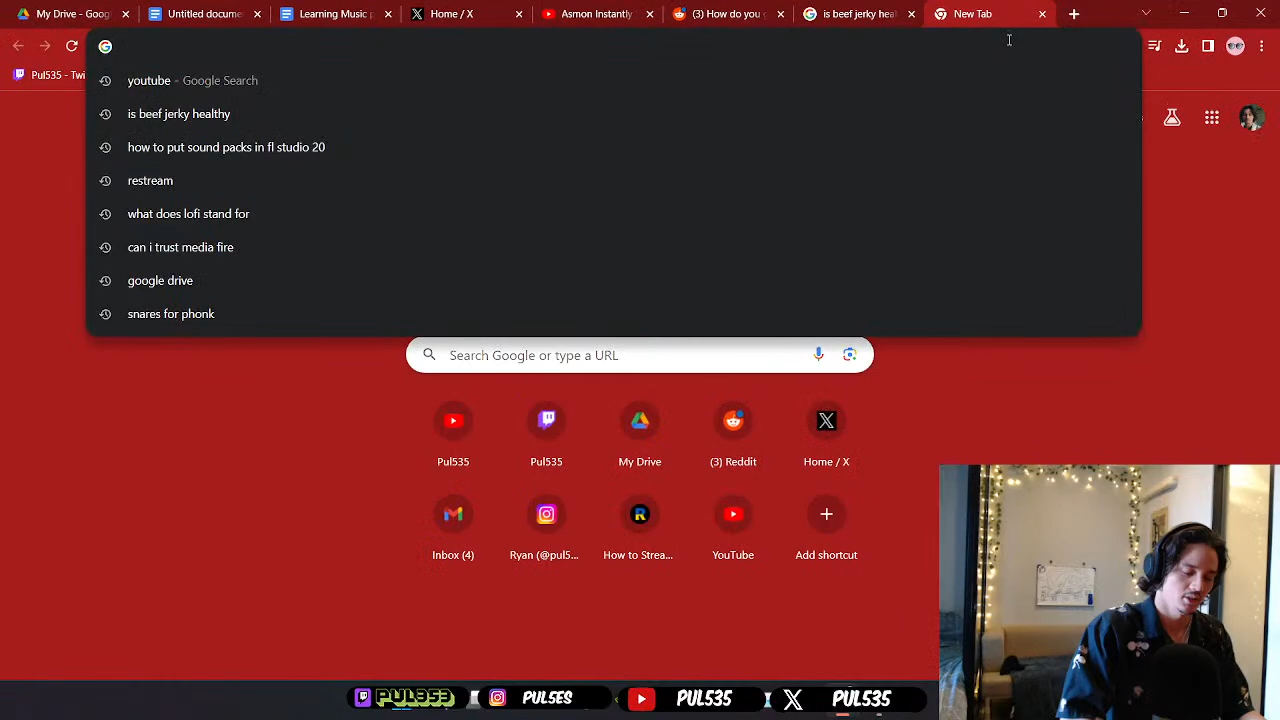 My Drive - Goog
Untitled docume
Learning Music p
Home / X
Asmon Instantly
(3) How do you g
is beef jerky hea
New Tab
Pul535 - Twi
youtube - Google Search
is beef jerky healthy
how to put sound packs in fl studio 20
restream
what does lofi stand for
can i trust media fire
google drive
snares for phonk
Search Google or type a URL
Pul535
Pul535
My Drive
(3) Reddit
Home / X
Inbox (4)
Ryan (@pul5...
How to Strea...
YouTube
Add shortcut
PUL353
PUL5ES
PUL535
PUL535